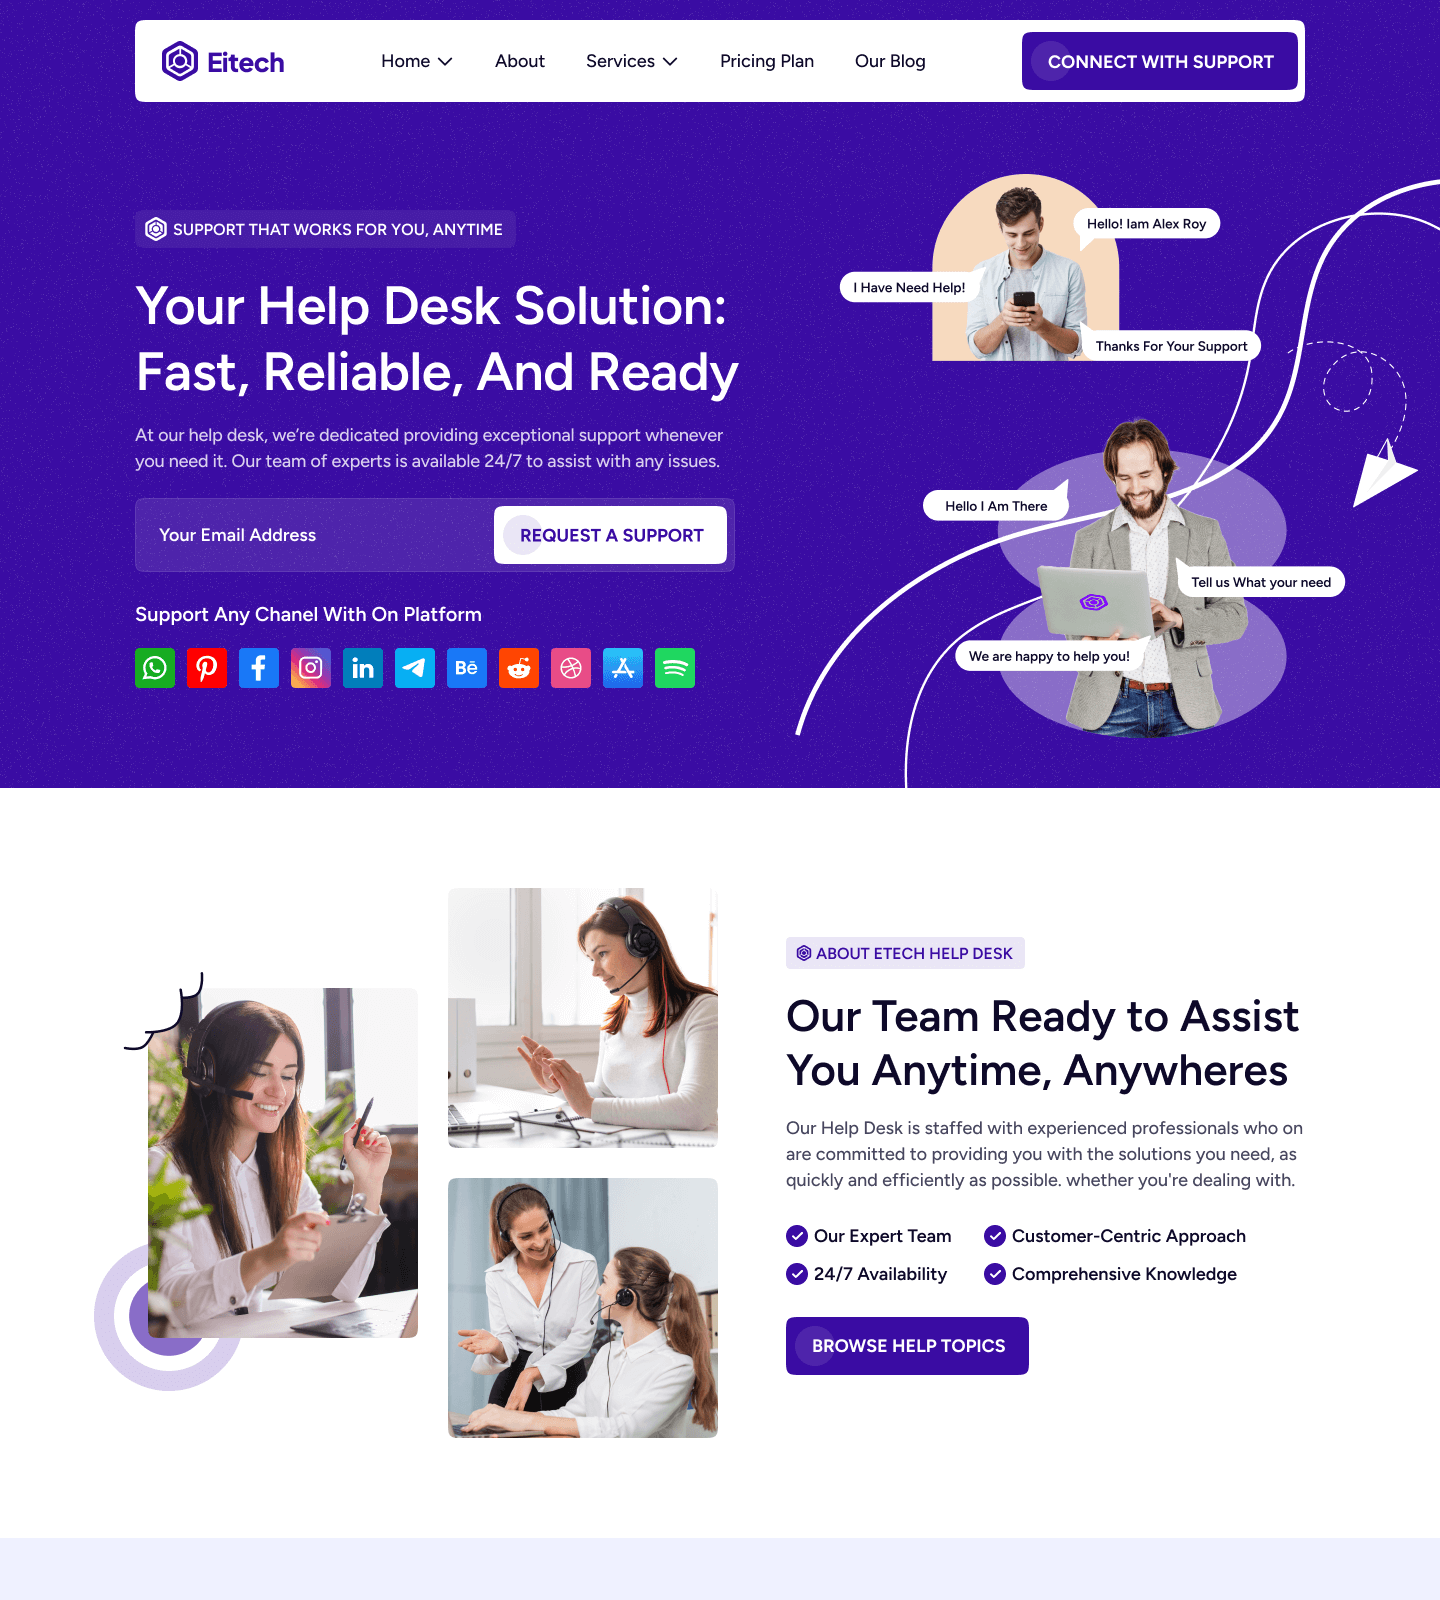 Eitech
Home
About
Services
Pricing Plan
Our Blog
CONNECT WITH SUPPORT
SUPPORT THAT WORKS FOR YOU, ANYTIME
Your Help Desk Solution:
Fast, Reliable, And Ready
At our help desk, we’re dedicated providing exceptional support whenever
you need it. Our team of experts is available 24/7 to assist with any issues.
Your Email Address
REQUEST A SUPPORT
Support Any Chanel With On Platform
in
Bē
Hello! Iam Alex Roy
I Have Need Help!
Thanks For Your Support
Hello I Am There
Tell us What your need
We are happy to help you!
ABOUT ETECH HELP DESK
Our Team Ready to Assist
You Anytime, Anywheres
Our Help Desk is staffed with experienced professionals who on
are committed to providing you with the solutions you need, as
quickly and efficiently as possible. whether you're dealing with.
Our Expert Team
Customer-Centric Approach
24/7 Availability
Comprehensive Knowledge
BROWSE HELP TOPICS